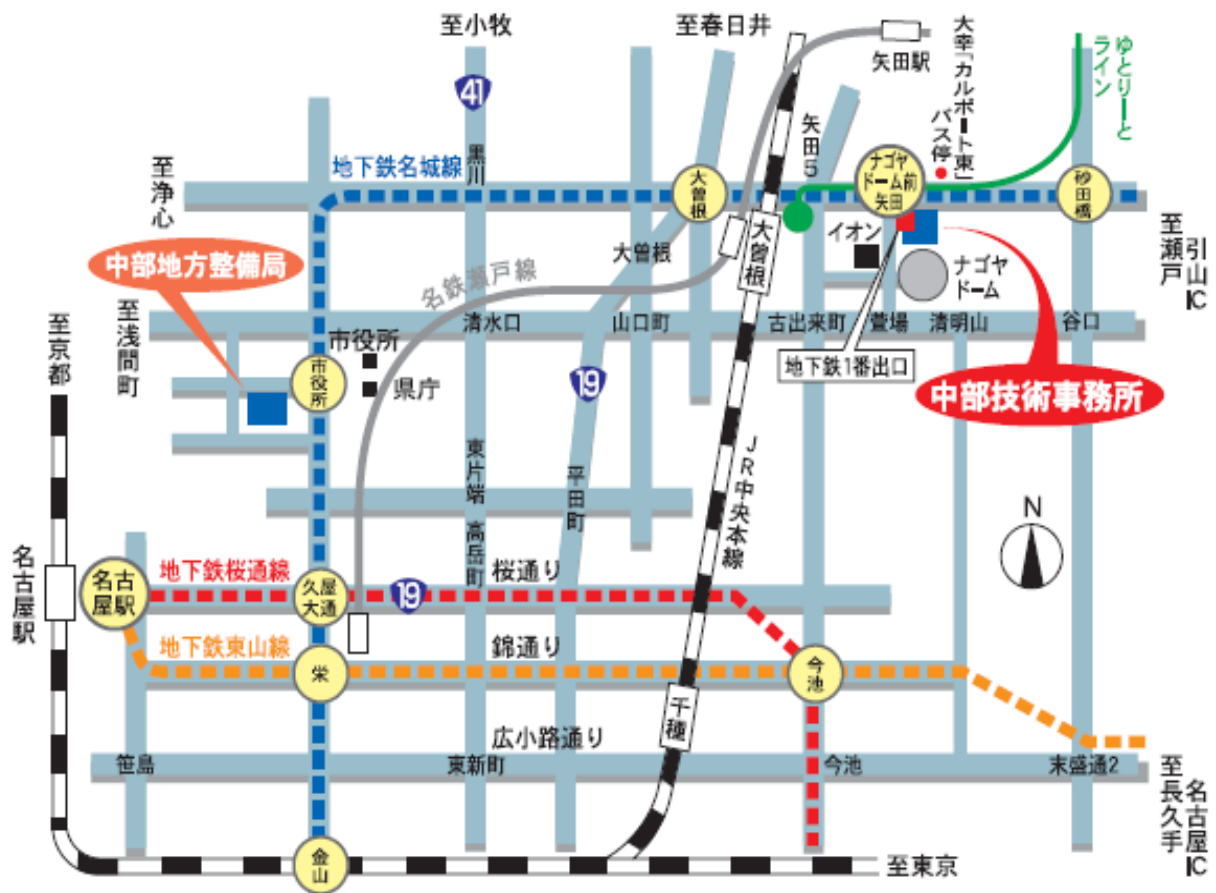 至小牧
至春日井
矢田駅
大幸「カルポート東」
バス停
ゆとりーと
ライン
41
矢田5
黒川
至浄心
地下鉄名城線
大曽根
ナゴヤ
ドーム前
矢田
砂田橋
中部地方整備局
大曽根
大曽根
イオン
ナゴヤ
ドーム
至瀬戸
引山IC
名鉄瀬戸線
至京都
至浅間町
清水口
山口町
古出来町
萱場
清明山
谷口
市役所
市役所
県庁
19
地下鉄1番出口
中部技術事務所
東片端
平田町
JR中央本線
N
高岳町
名古屋駅
名古
屋駅
地下鉄桜通線
久屋
大通
19
桜通り
地下鉄東山線
栄
錦通り
今池
千種
広小路通り
笹島
東新町
今池
末盛通2
至長久手
名古屋IC
金山
至東京